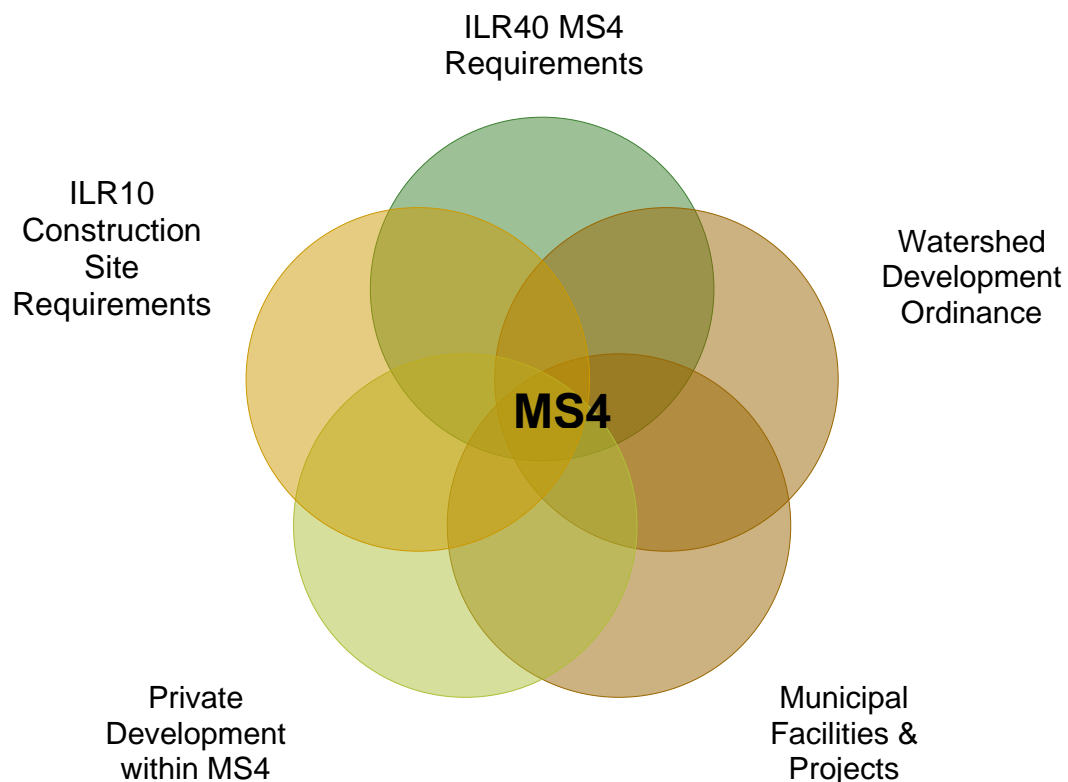 ILR40 MS4
Requirements
ILR10
Construction
Site
Requirements
Watershed
Development
Ordinance
MS4
Private
Development
within MS4
Municipal
Facilities &
Projects